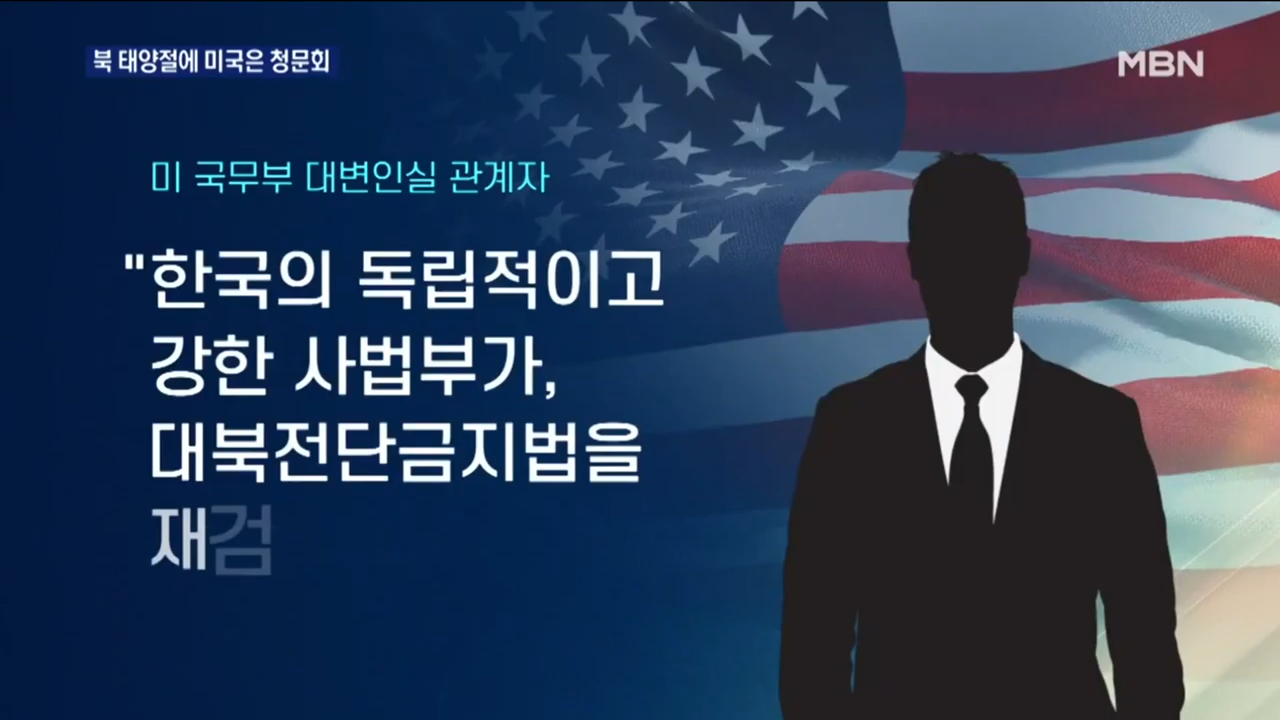 북 태양절에 미국은 청문회
MBN
미 국무부 대변인실 관계자
"한국의 독립적이고
강한 사법부가,
대북전단금지법을
재검